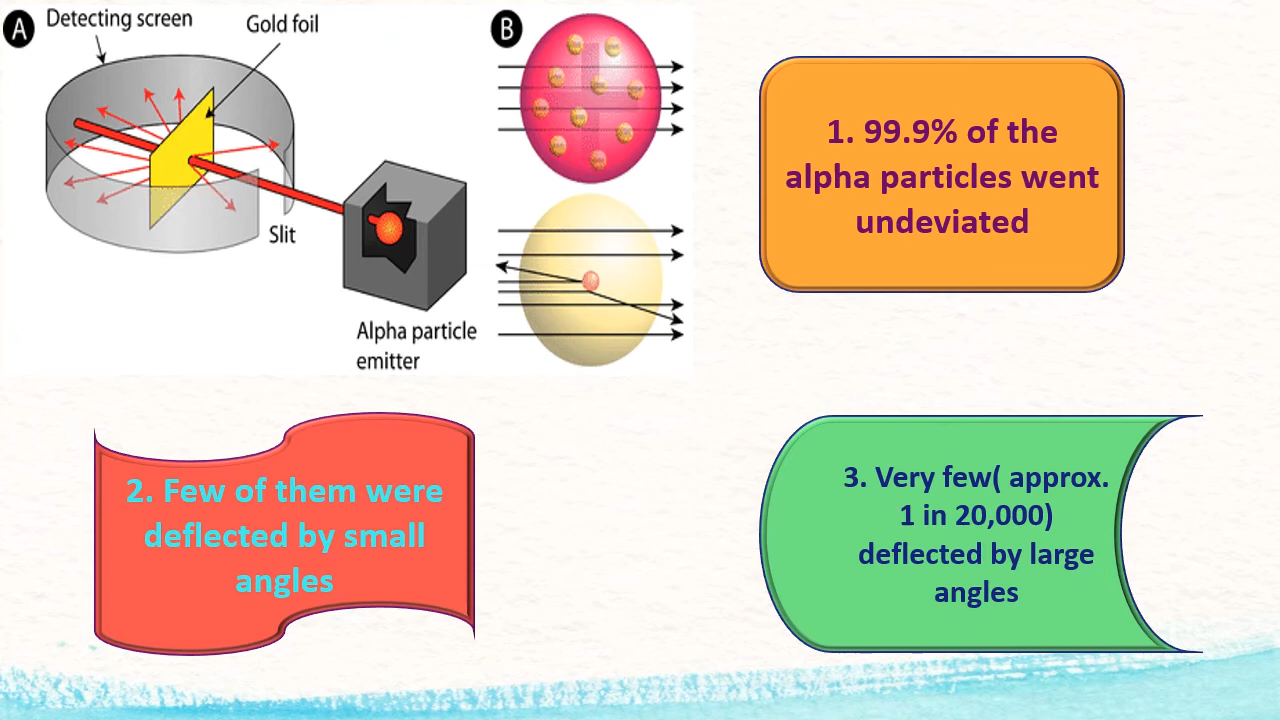 A
Detecting screen
Gold foil
Slit
Alpha particle
emitter
B
1. 99.9% of the
alpha particles went
undeviated
2. Few of them were
deflected by small
angles
3. Very few( approx.
1 in 20,000)
deflected by large
angles